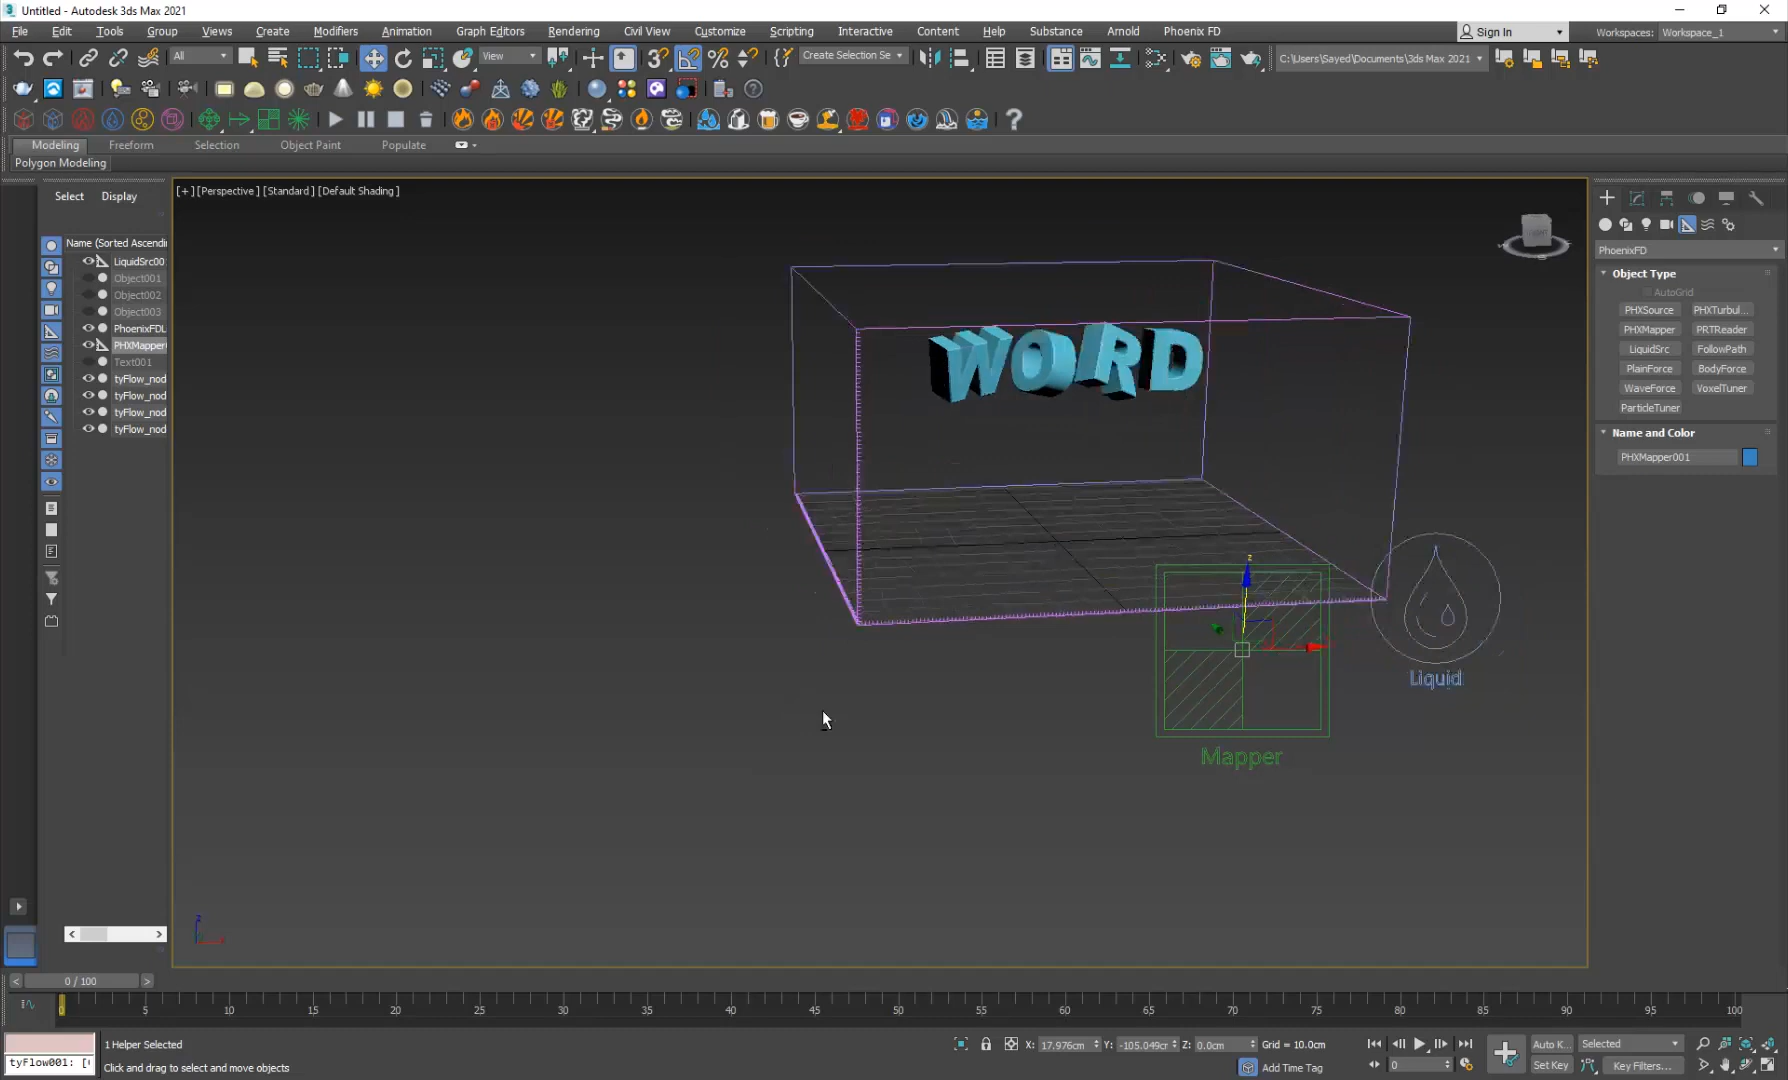 Untitled - Autodesk 3ds Max 2021
File Edit Tools Group Views Create Modifiers Animation Graph Editors Rendering Civil View Customize Scripting Interactive Content Help Substance Arnold Phoenix FD Sign In Workspaces: Workspace_1
All View Create Selection Se C:\Users\Sayed\Documents\3ds Max 2021
Modeling Freeform Selection Object Paint Populate
Polygon Modeling
Select Display
[+] [Perspective] [Standard] [Default Shading]
Name (Sorted Ascendin
LiquidSrc00
Object001
Object002
Object003
PhoenixFDL
PHXMapper
Text001
tyFlow_nod
tyFlow_nod
tyFlow_nod
tyFlow_nod
WORD
Liquid
Mapper
z
PhoenixFD
Object Type
AutoGrid
PHXSource PHXTurbul...
PHXMapper PRTReader
LiquidSrc FollowPath
PlainForce BodyForce
WaveForce VoxelTuner
ParticleTuner
Name and Color
PHXMapper001
z
< 0 / 100 >
0 5 10 15 20 25 30 35 40 45 50 55 60 65 70 75 80 85 90 95 100
1 Helper Selected X: 17.976cm Y: -105.049cm Z: 0.0cm Grid = 10.0cm Auto K... Selected
tyFlow001: [ Click and drag to select and move objects Add Time Tag 0 Set Key Key Filters...